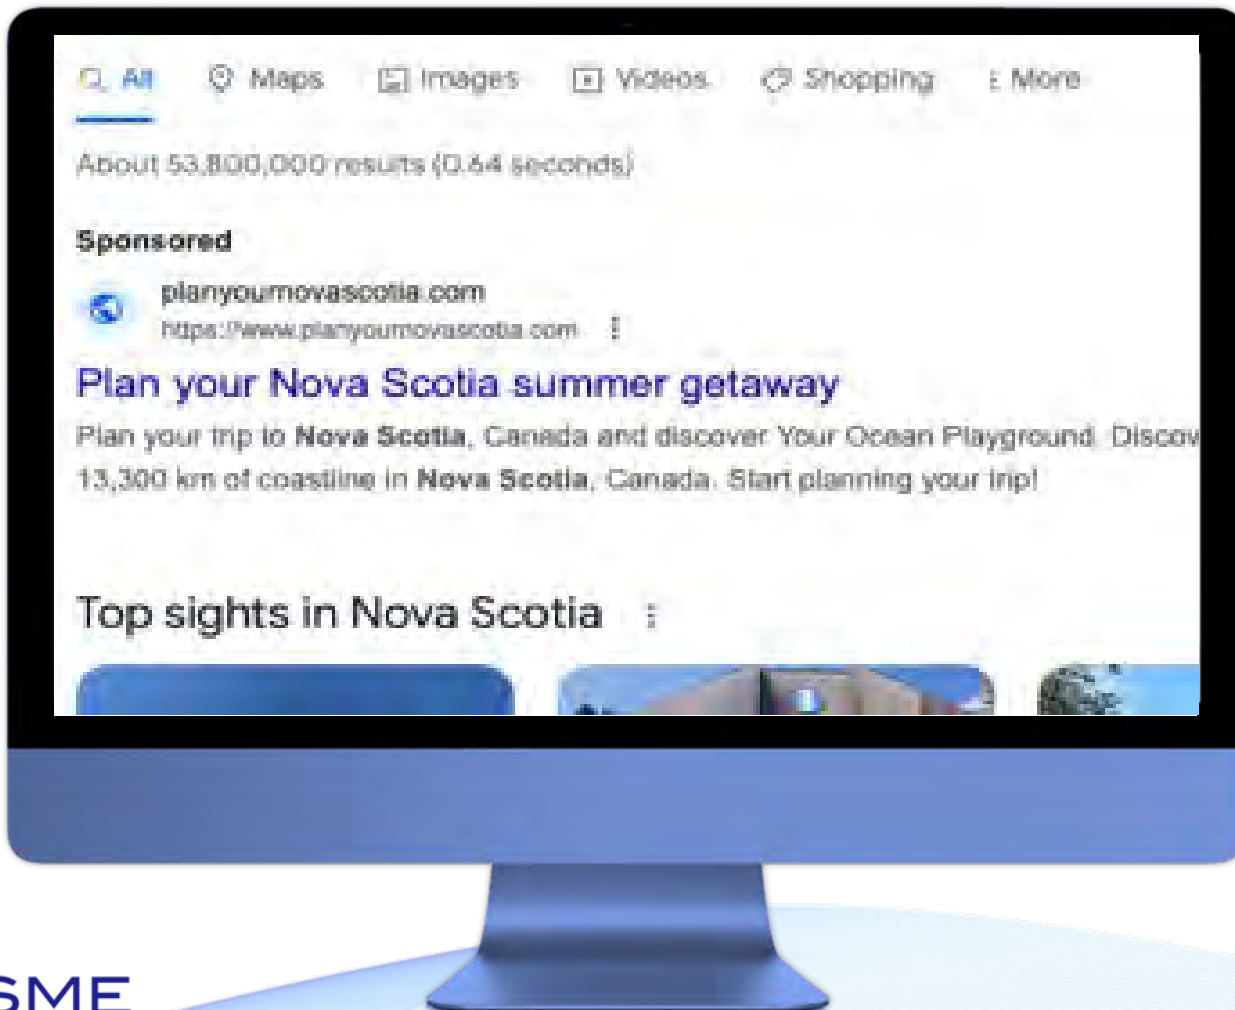 All Maps Images Videos Shopping More
About 53,800,000 results (0.64 seconds)
Sponsored
planyournovascotia.com
https://www.planyournovascotia.com
Plan your Nova Scotia summer getaway
Plan your trip to Nova Scotia, Canada and discover Your Ocean Playground. Discov
13,300 km of coastline in Nova Scotia, Canada. Start planning your trip!
Top sights in Nova Scotia
SME